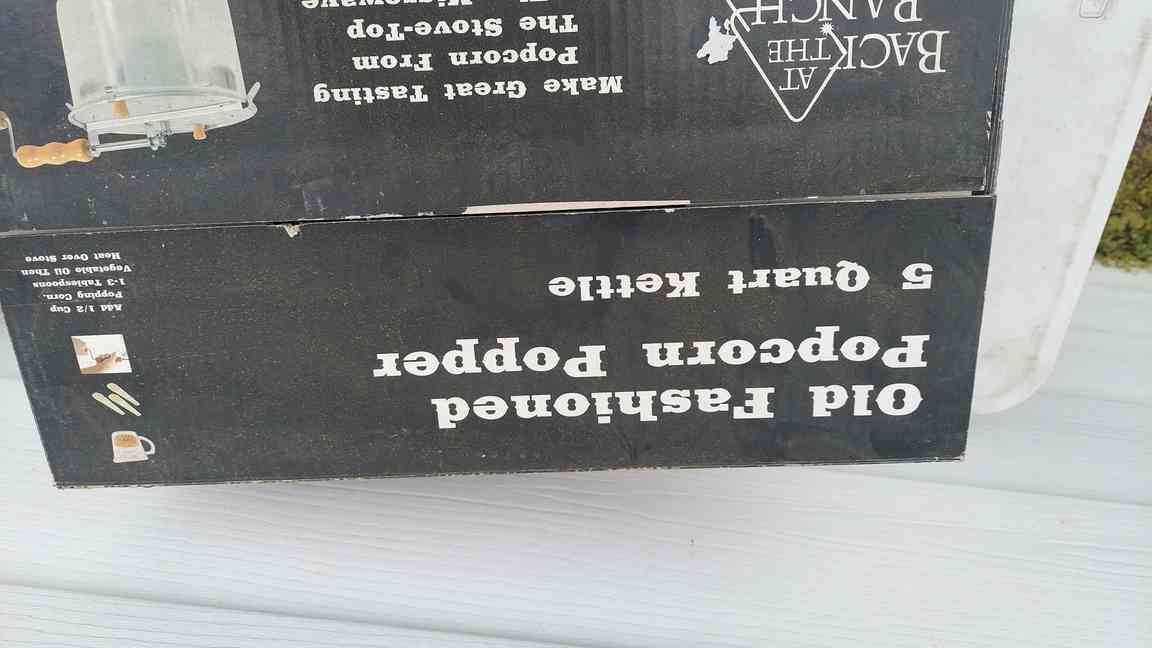 Old Fashioned
Popcorn Popper
5 Quart Kettle
Add 1/2 Cup
Popping Corn.
1-3 Tablespoons
Vegetable Oil Then
Heat Over Stove
BACK AT THE
RANCH
Make Great Tasting
Popcorn From
The Stove-Top
Microwave